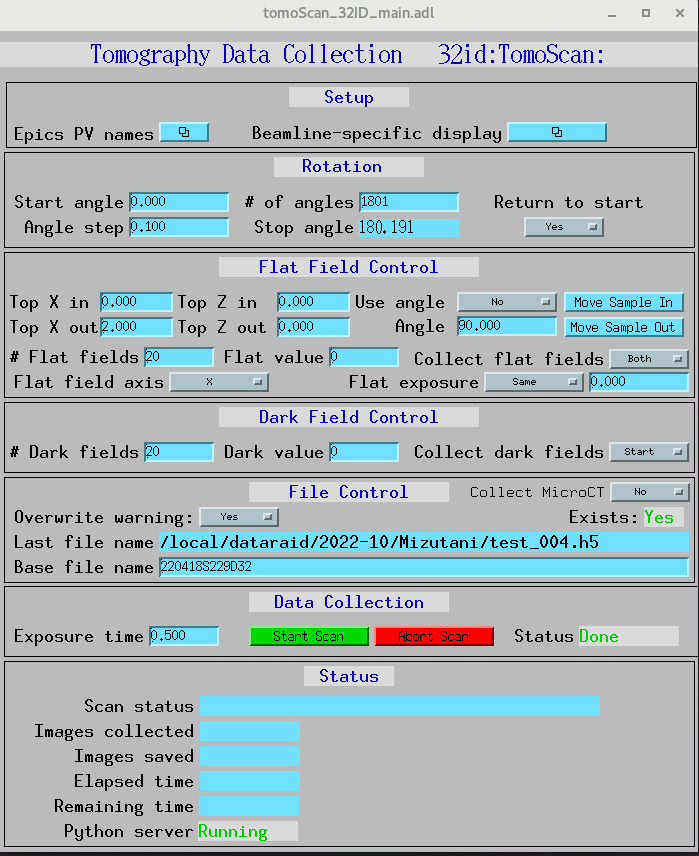 tomoScan_32ID_main.adl
Tomography Data Collection 32id:TomoScan:
Setup
Epics PV names Beamline-specific display
Rotation
Start angle 0.000 # of angles 1801 Return to start
Angle step 0.100 Stop angle 180.191 Yes
Flat Field Control
Top X in 0.000 Top Z in 0.000 Use angle No Move Sample In
Top X out 2.000 Top Z out 0.000 Angle 90.000 Move Sample Out
# Flat fields 20 Flat value 0 Collect flat fields Both
Flat field axis X Flat exposure Same 0.000
Dark Field Control
# Dark fields 20 Dark value 0 Collect dark fields Start
File Control Collect MicroCT No
Overwrite warning: Yes Exists: Yes
Last file name /local/dataraid/2022-10/Mizutani/test_004.h5
Base file name 220418S229D32
Data Collection
Exposure time 0.500 Start Scan Abort Scan Status Done
Status
Scan status
Images collected
Images saved
Elapsed time
Remaining time
Python server Running